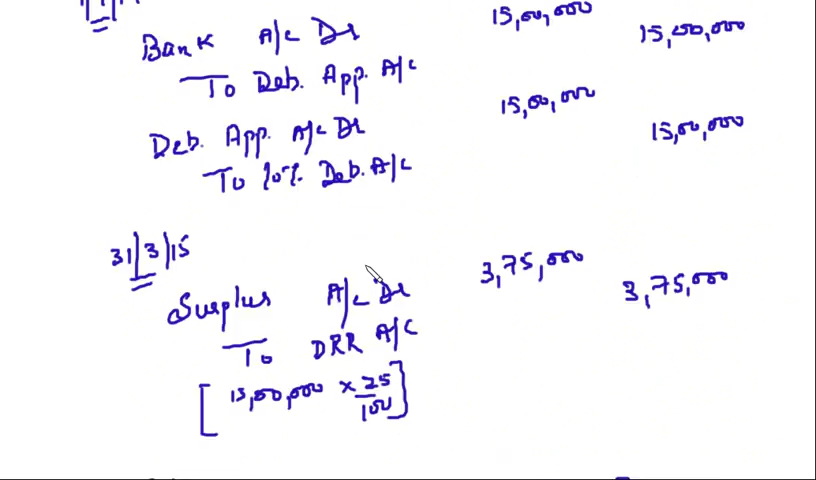 15,00,000
Bank A/c Dr
15,00,000
To Deb. App. A/c
15,00,000
Deb. App. A/c Dr
15,00,000
To 10% Deb. A/c
31/3/15
3,75,000
Surplus A/c Dr
3,75,000
To DRR A/c
[15,00,000 × 25/100]